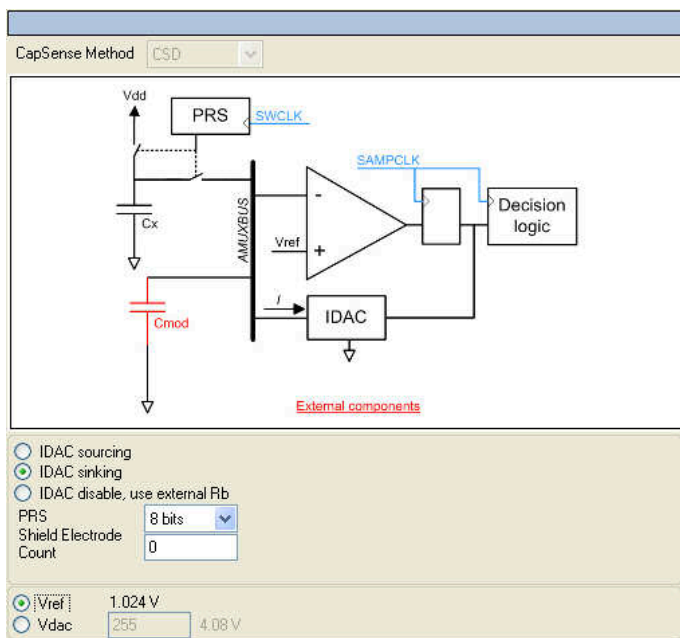 CapSense Method CSD
Vdd
PRS
SWCLK
SAMPCLK
AMUXBUS
-
Vref
+
Decision
logic
Cx
I
IDAC
Cmod
External components
IDAC sourcing
IDAC sinking
IDAC disable, use external Rb
PRS 8 bits
Shield Electrode
Count 0
Vref 1.024 V
Vdac 255 4.08 V